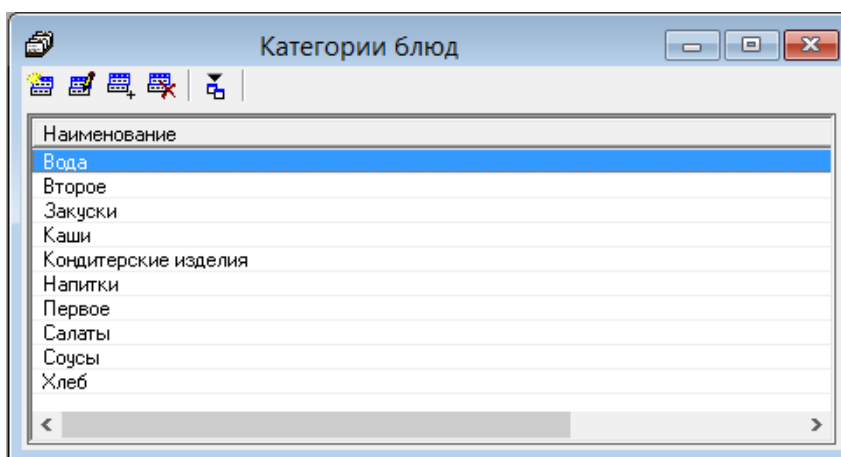 Категории блюд
Наименование
Вода
Второе
Закуски
Каши
Кондитерские изделия
Напитки
Первое
Салаты
Соусы
Хлеб